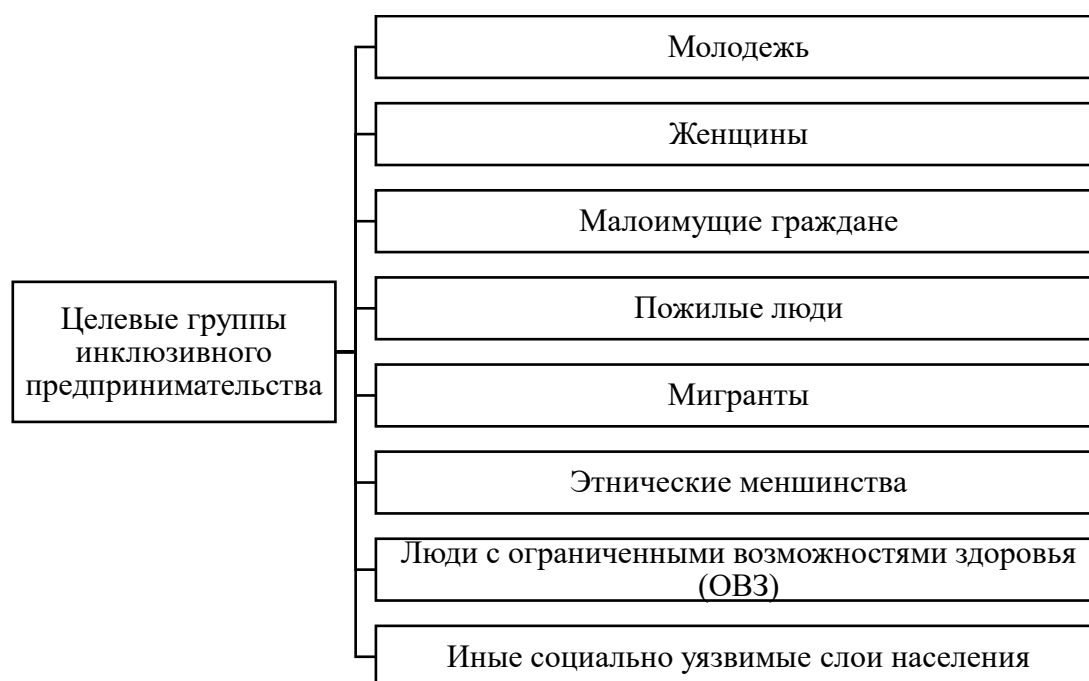 Молодежь
Женщины
Малоимущие граждане
Пожилые люди
Целевые группы
инклюзивного
предпринимательства
Мигранты
Этнические меншинства
Люди с ограниченными возможностями здоровья
(ОВЗ)
Иные социально уязвимые слои населения